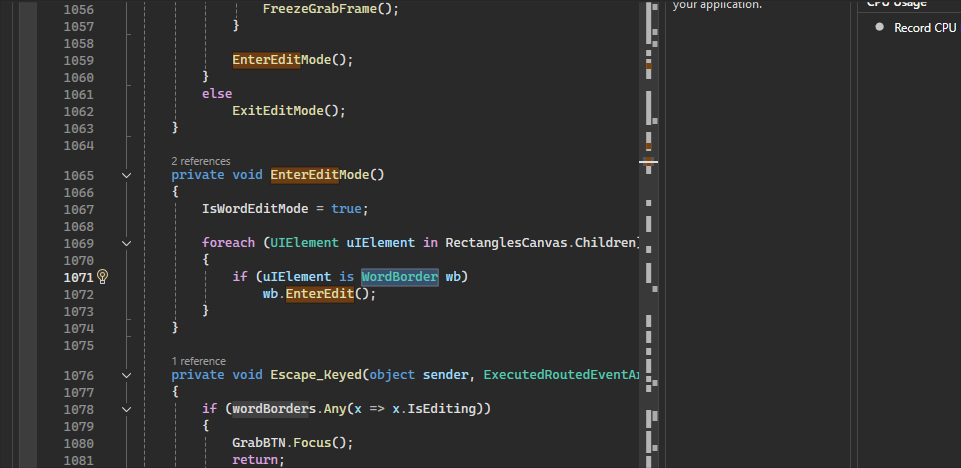 your application.
CPU Usage
Record CPU
1056 FreezeGrabFrame();
1057 }
1058
1059 EnterEditMode();
1060 }
1061 else
1062 ExitEditMode();
1063 }
1064
2 references
1065 private void EnterEditMode()
1066 {
1067 IsWordEditMode = true;
1068
1069 foreach (UIElement uIElement in RectanglesCanvas.Children)
1070 {
1071 if (uIElement is WordBorder wb)
1072 wb.EnterEdit();
1073 }
1074 }
1075
1 reference
1076 private void Escape_Keyed(object sender, ExecutedRoutedEventAr
1077 {
1078 if (wordBorders.Any(x => x.IsEditing))
1079 {
1080 GrabBTN.Focus();
1081 return;